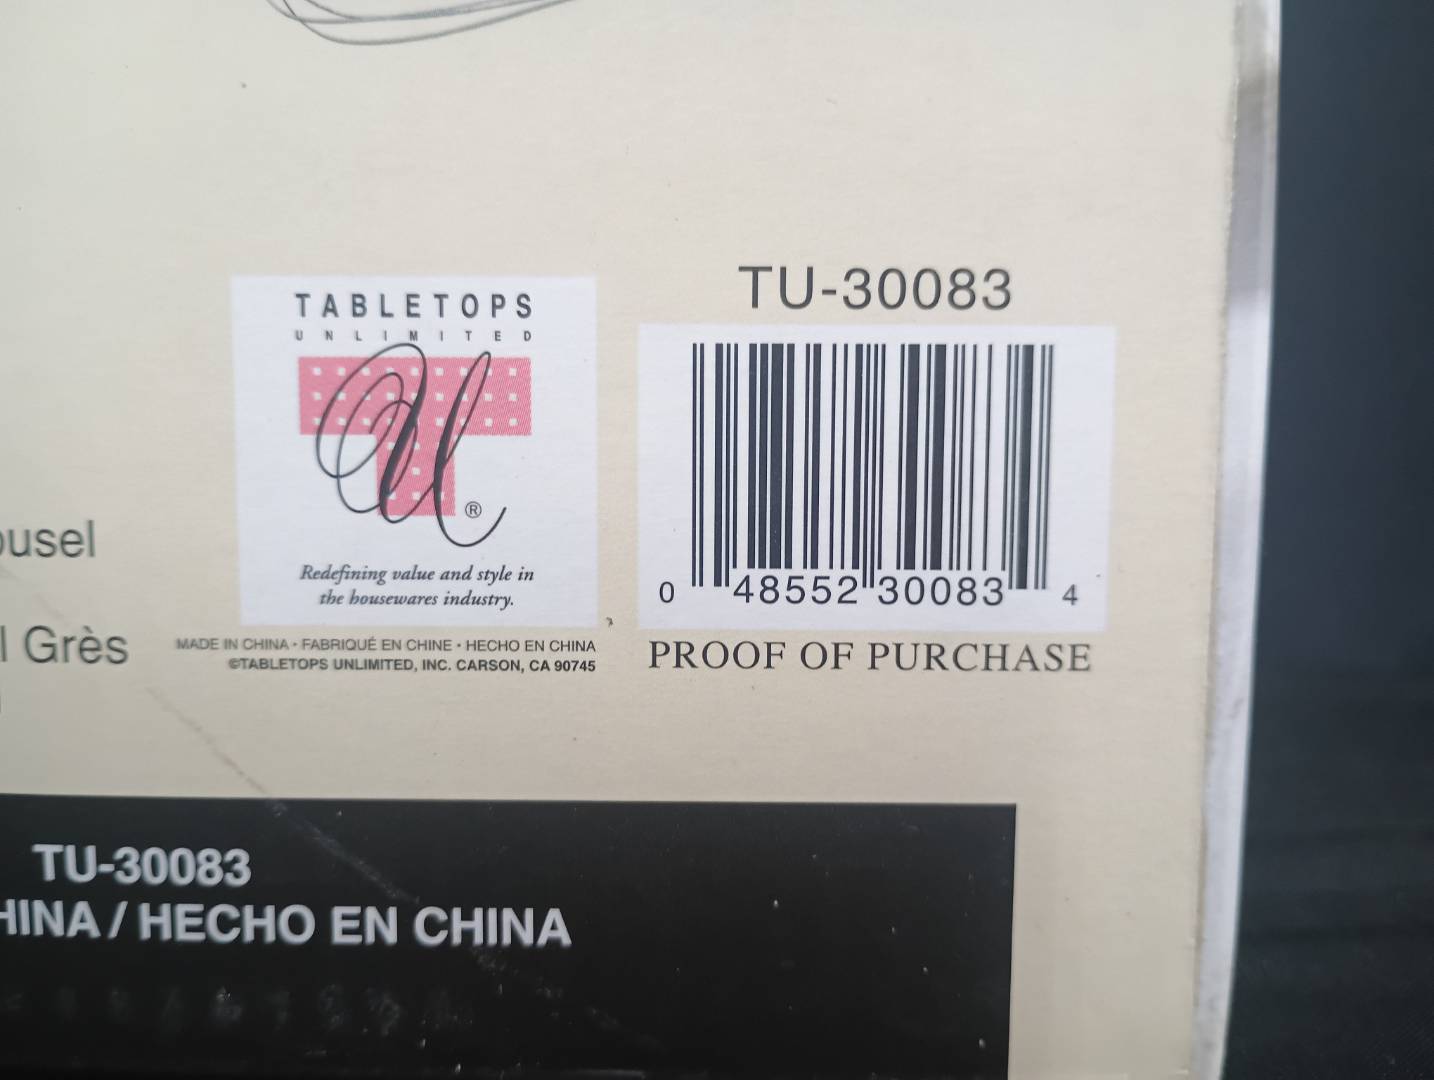 TU-30083
TABLETOPS
UNLIMITED
®
Redefining value and style in
the housewares industry.
0 48552 30083 4
MADE IN CHINA • FABRIQUÉ EN CHINE • HECHO EN CHINA
©TABLETOPS UNLIMITED, INC. CARSON, CA 90745
PROOF OF PURCHASE
ousel
l Grès
TU-30083
HINA / HECHO EN CHINA